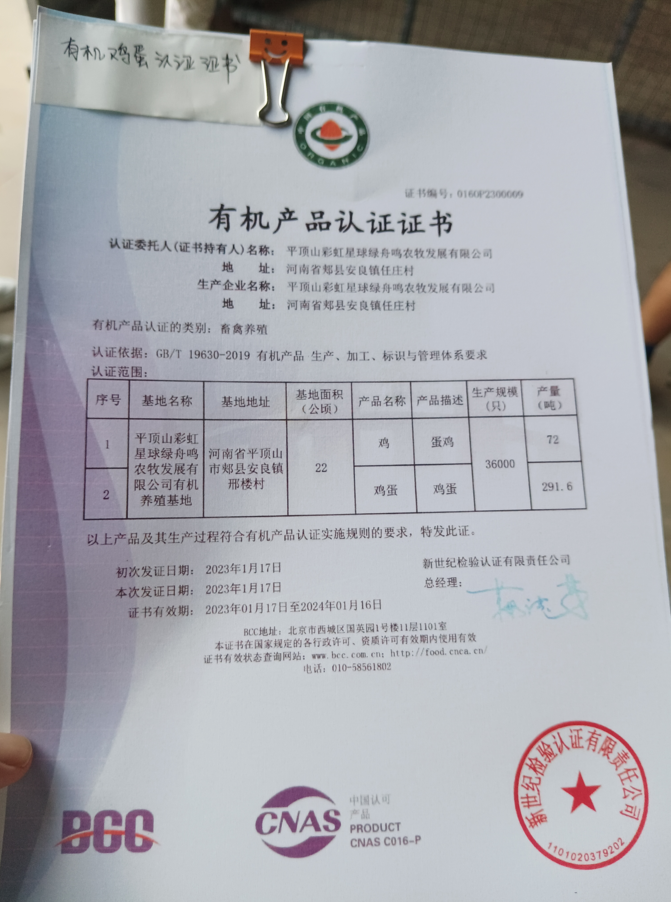 有机鸡蛋认证证书
中国有机产品
ORGANIC
证书编号：016OP2300009
有机产品认证证书
认证委托人(证书持有人)名称： 平顶山彩虹星球绿舟鸣农牧发展有限公司
地 址： 河南省郏县安良镇任庄村
生产企业名称： 平顶山彩虹星球绿舟鸣农牧发展有限公司
地 址： 河南省郏县安良镇任庄村
有机产品认证的类别：畜禽养殖
认证依据：GB/T 19630-2019 有机产品 生产、加工、标识与管理体系要求
认证范围：
序号 基地名称 基地地址 基地面积（公顷） 产品名称 产品描述 生产规模（只） 产量（吨）
1 平顶山彩虹星球绿舟鸣农牧发展有限公司有机养殖基地 河南省平顶山市郏县安良镇邢楼村 22 鸡 蛋鸡 36000 72
2 鸡蛋 鸡蛋 291.6
以上产品及其生产过程符合有机产品认证实施规则的要求，特发此证。
初次发证日期： 2023年1月17日
本次发证日期： 2023年1月17日
证书有效期： 2023年01月17日至2024年01月16日
新世纪检验认证有限责任公司
总经理：
BCC地址：北京市西城区国英园1号楼11层1101室
本证书在国家规定的各行政许可、资质许可有效期内使用有效
证书有效状态查询网站：www.bcc.com.cn；http://food.cnca.cn/
电话：010-58561802
BCC
CNAS
中国认可
产品
PRODUCT
CNAS C016-P
新世纪检验认证有限责任公司
1101020379202